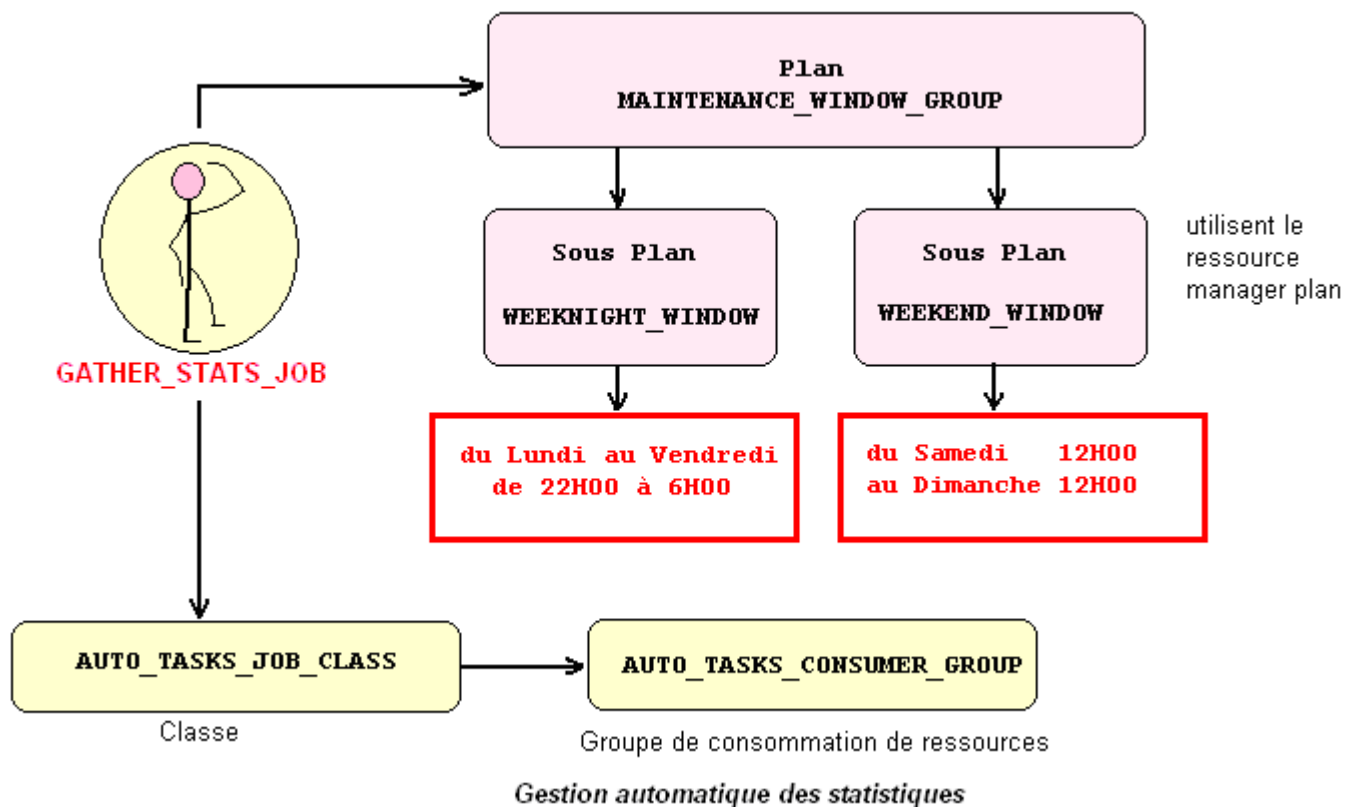 Plan
MAINTENANCE_WINDOW_GROUP
Sous Plan
WEEKNIGHT_WINDOW
Sous Plan
WEEKEND_WINDOW
utilisent le
ressource
manager plan
GATHER_STATS_JOB
du Lundi au Vendredi
de 22H00 à 6H00
du Samedi 12H00
au Dimanche 12H00
AUTO_TASKS_JOB_CLASS
Classe
AUTO_TASKS_CONSUMER_GROUP
Groupe de consommation de ressources
Gestion automatique des statistiques